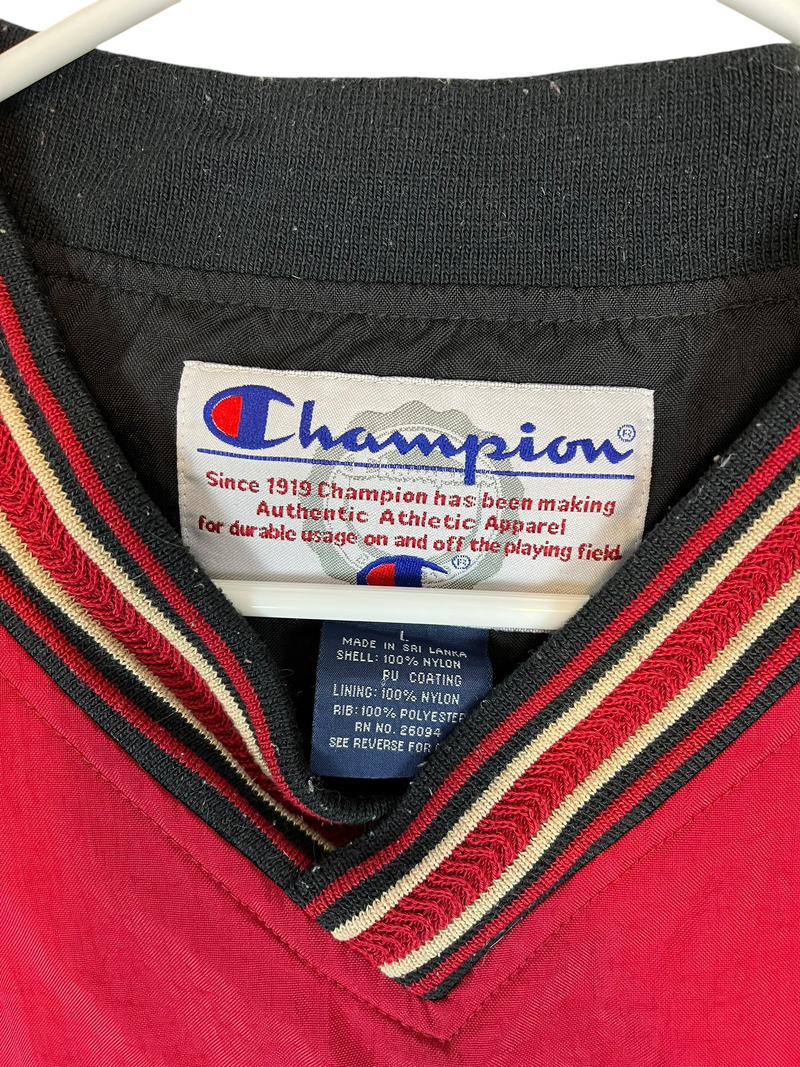 Champion FR
Since 1919 Champion has been making
Authentic Athletic Apparel
for durable usage on and off the playing field.
FR
L
MADE IN SRI LANKA
SHELL: 100% NYLON
PU COATING
LINING: 100% NYLON
RIB: 100% POLYESTER
RN NO. 26094
SEE REVERSE FOR